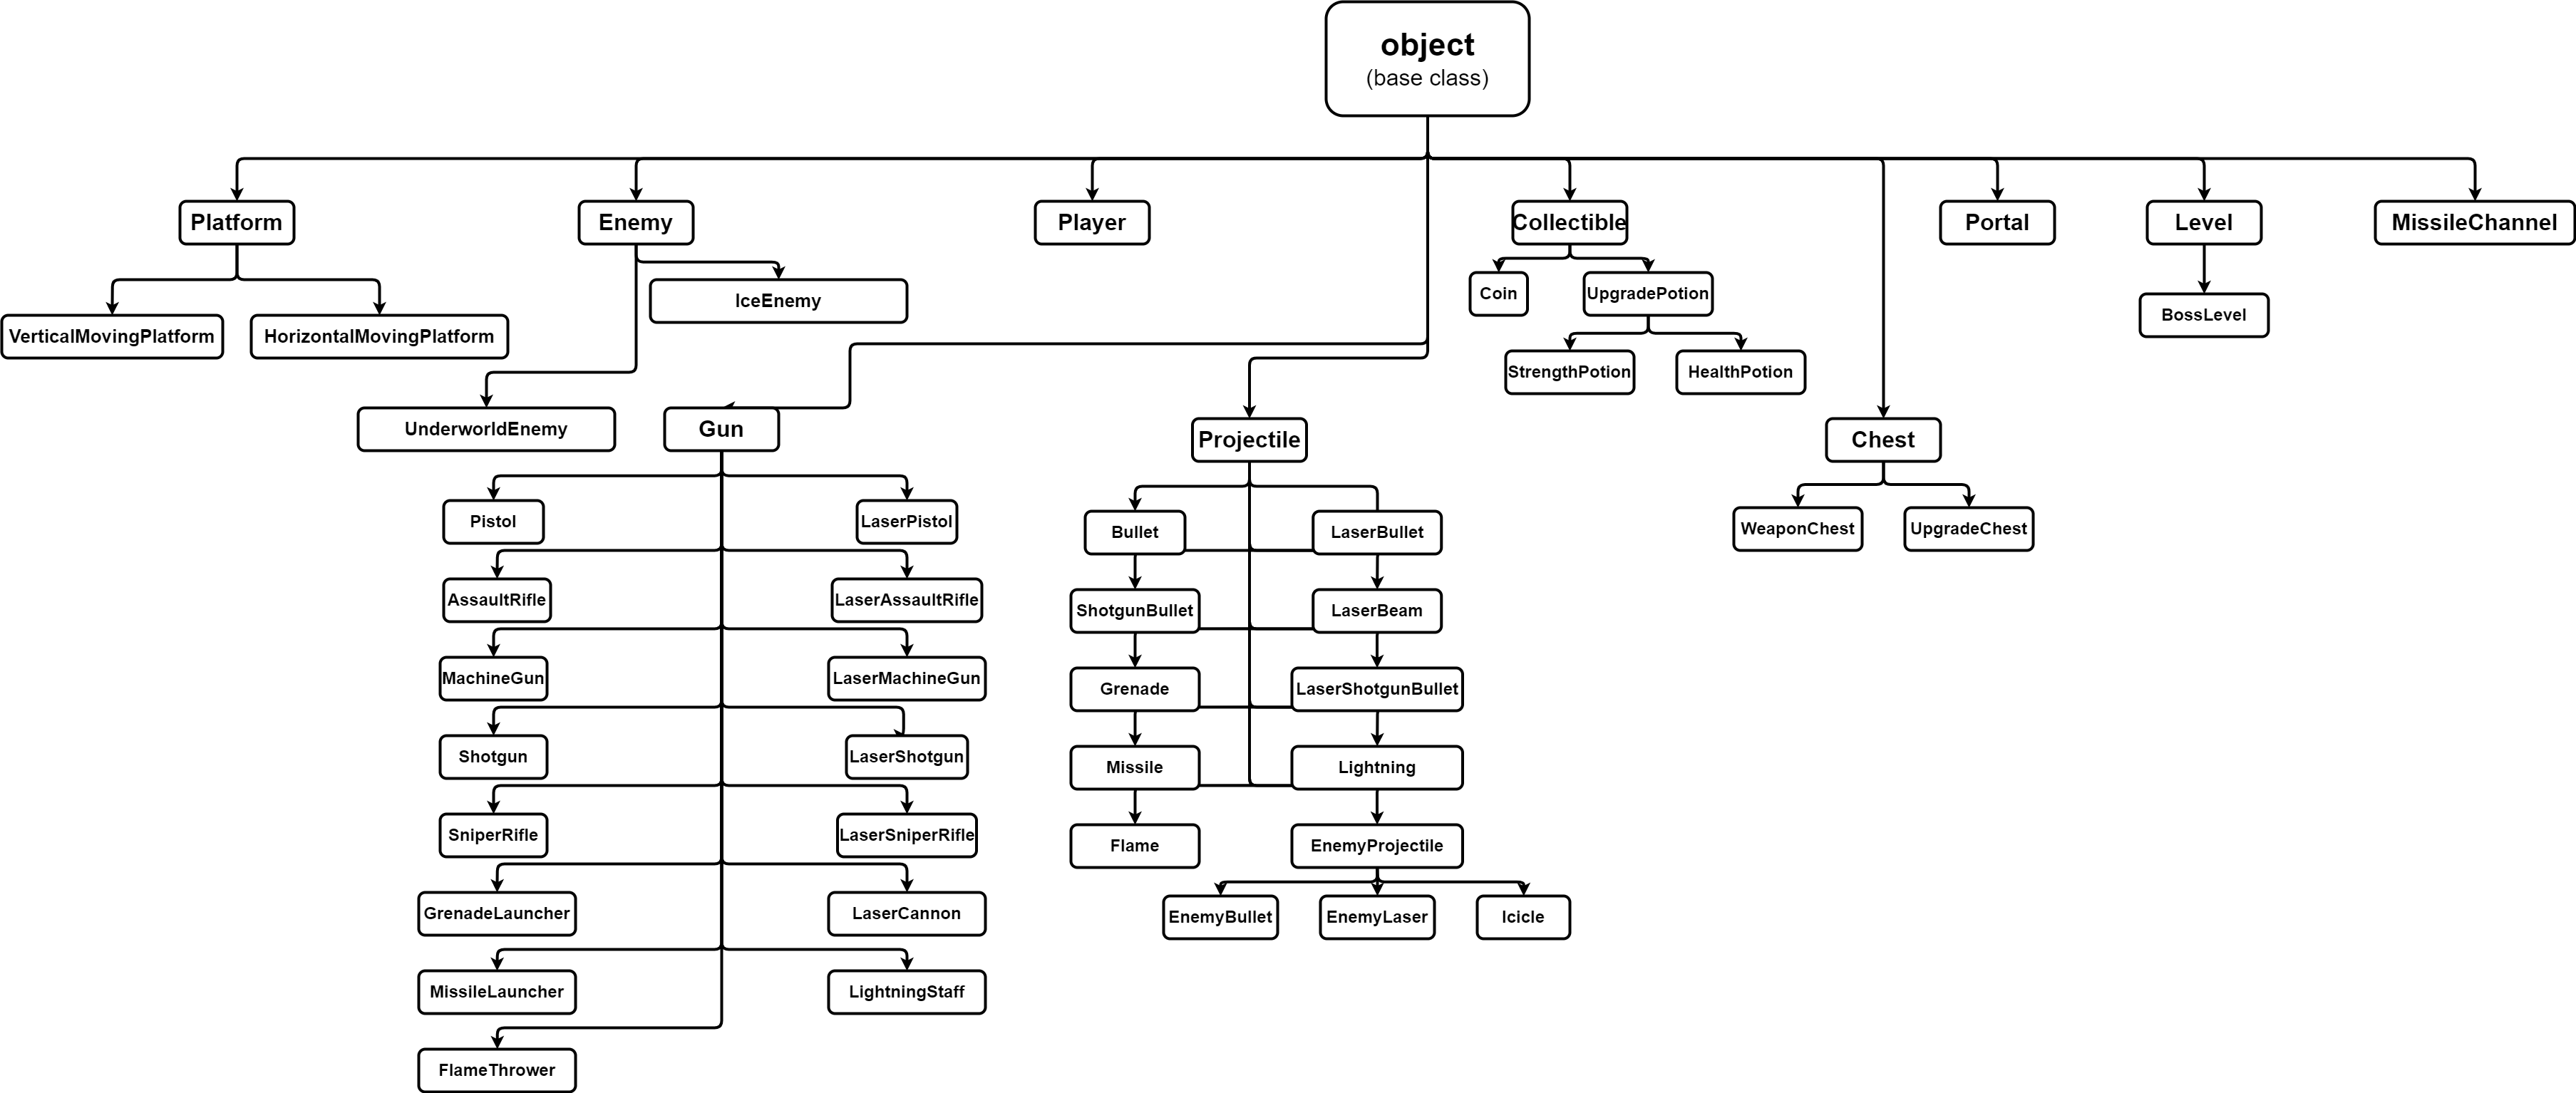 object
(base class)
Platform
Enemy
Player
Collectible
Portal
Level
MissileChannel
Coin
UpgradePotion
IceEnemy
BossLevel
VerticalMovingPlatform
HorizontalMovingPlatform
StrengthPotion
HealthPotion
UnderworldEnemy
Gun
Projectile
Chest
Pistol
LaserPistol
Bullet
LaserBullet
WeaponChest
UpgradeChest
AssaultRifle
LaserAssaultRifle
ShotgunBullet
LaserBeam
MachineGun
LaserMachineGun
Grenade
LaserShotgunBullet
Shotgun
LaserShotgun
Missile
Lightning
SniperRifle
LaserSniperRifle
Flame
EnemyProjectile
GrenadeLauncher
LaserCannon
EnemyBullet
EnemyLaser
Icicle
MissileLauncher
LightningStaff
FlameThrower